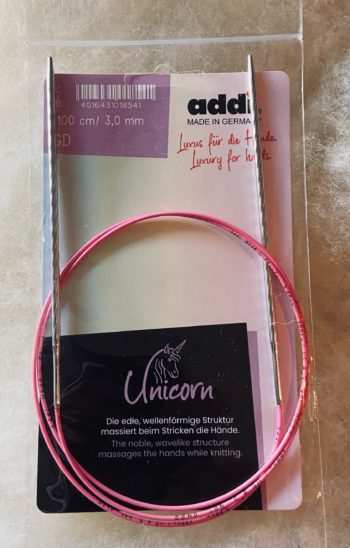 4016431018541
100 cm/ 3,0 mm
addi
MADE IN GERMA
Luxus für die Hände.
Luxury for hands.
Unicorn
Die edle, wellenförmige Struktur
massiert beim Stricken die Hände.
The noble, wavelike structure
massages the hands while knitting.